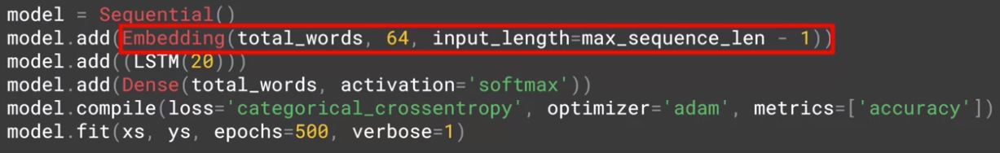 model = Sequential()
model.add(Embedding(total_words, 64, input_length=max_sequence_len - 1))
model.add((LSTM(20)))
model.add(Dense(total_words, activation='softmax'))
model.compile(loss='categorical_crossentropy', optimizer='adam', metrics=['accuracy'])
model.fit(xs, ys, epochs=500, verbose=1)